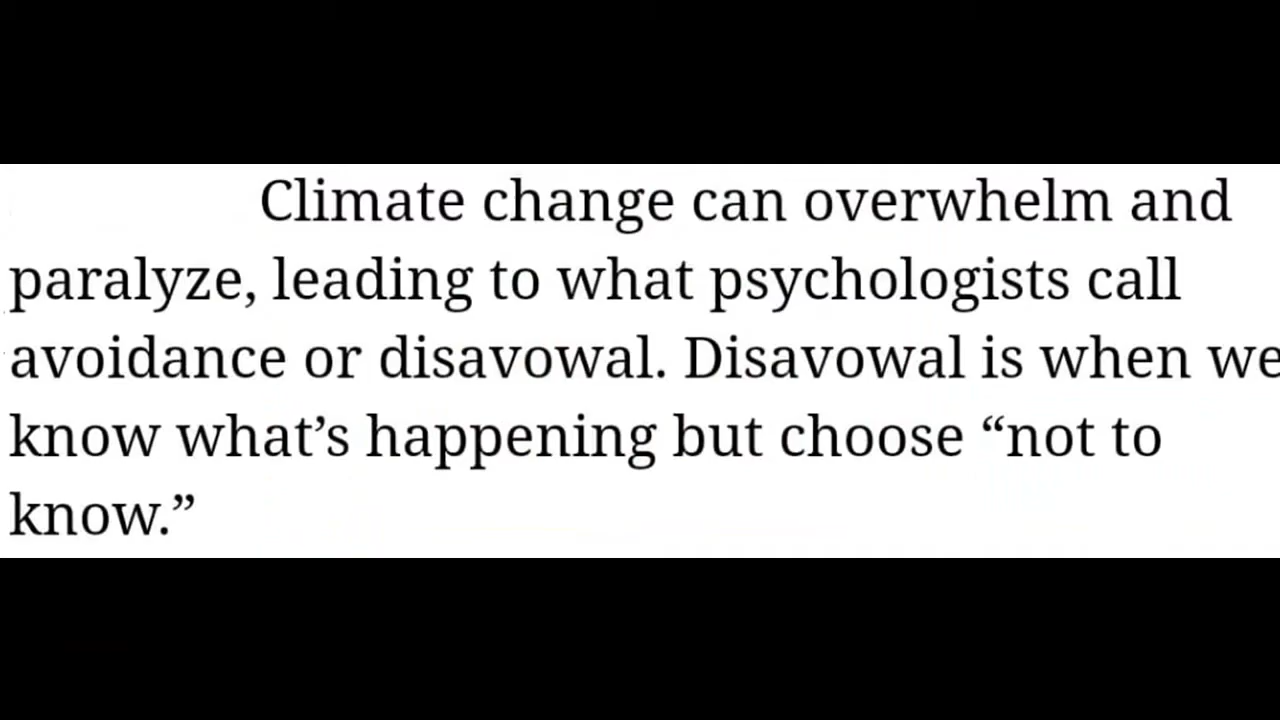 Climate change can overwhelm and
paralyze, leading to what psychologists call
avoidance or disavowal. Disavowal is when we
know what’s happening but choose “not to
know.”